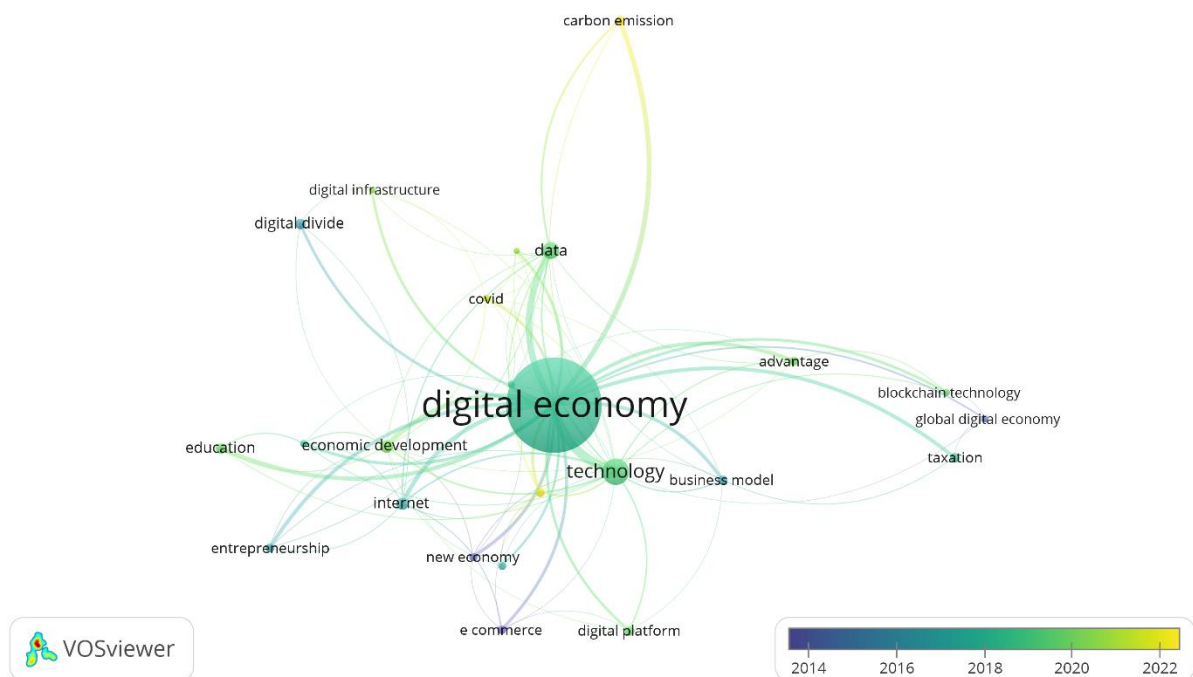 carbon emission
digital infrastructure
digital divide
data
covid
advantage
blockchain technology
digital economy
global digital economy
education
economic development
taxation
technology
business model
internet
entrepreneurship
new economy
e commerce
digital platform
VOSviewer
2014
2016
2018
2020
2022